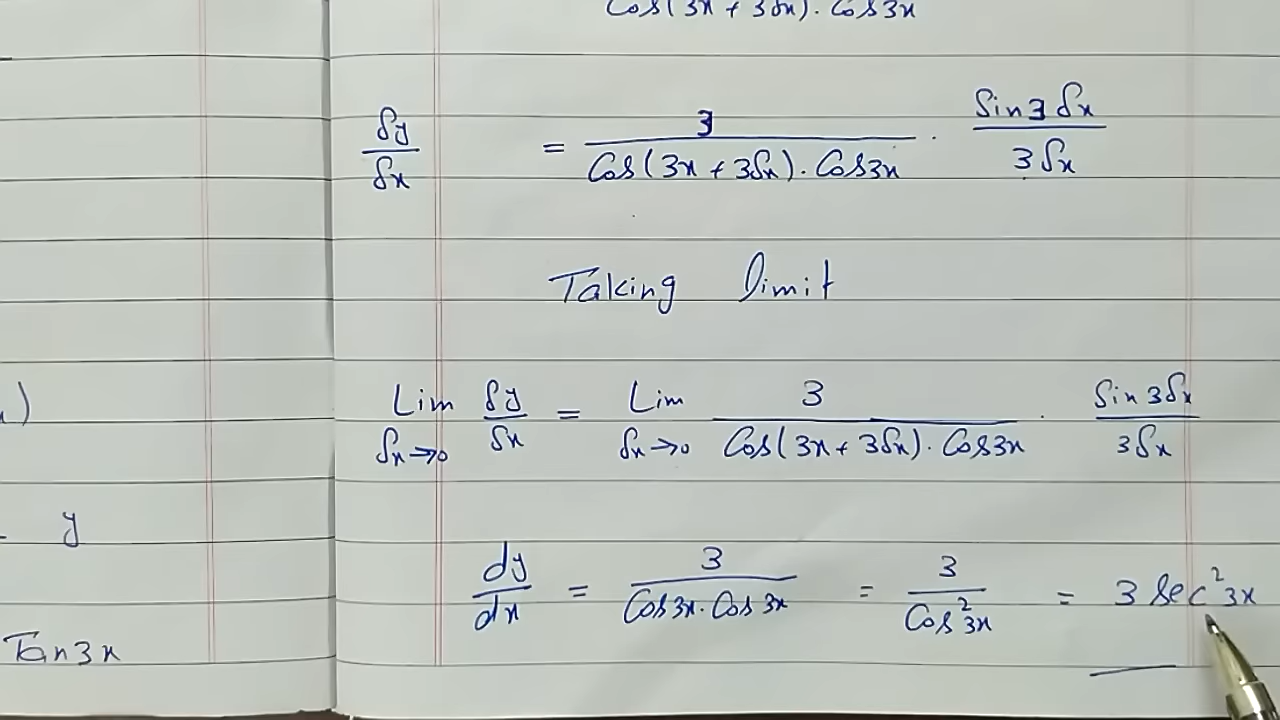 )
y
Tan3x
Cos(3x + 3δx) . Cos3x
δy/δx = 3/(Cos(3x + 3δx) . Cos3x) . Sin3δx/3δx
Taking limit
Lim δx→0 δy/δx = Lim δx→0 3/(Cos(3x + 3δx) . Cos3x) . Sin3δx/3δx
dy/dx = 3/(Cos3x . Cos3x) = 3/Cos²3x = 3 Sec²3x